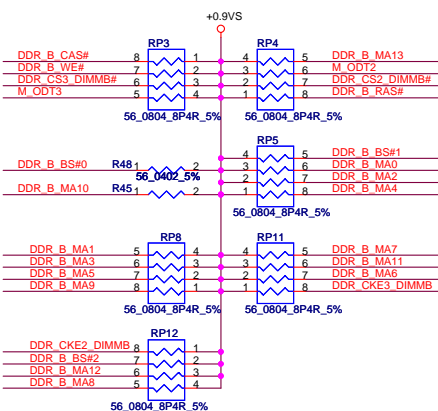 +0.9VS
RP3 RP4
DDR_B_CAS# 8 1 4 5 DDR_B_MA13
DDR_B_WE# 7 2 3 6 M_ODT2
DDR_CS3_DIMMB# 6 3 2 7 DDR_CS2_DIMMB#
M_ODT3 5 4 1 8 DDR_B_RAS#
56_0804_8P4R_5% 56_0804_8P4R_5%
RP5
4 5 DDR_B_BS#1
DDR_B_BS#0 R48 1 2 3 6 DDR_B_MA0
56_0402_5%
2 7 DDR_B_MA2
DDR_B_MA10 R45 1 2 1 8 DDR_B_MA4
56_0804_8P4R_5%
RP8 RP11
DDR_B_MA1 5 4 4 5 DDR_B_MA7
DDR_B_MA3 6 3 3 6 DDR_B_MA11
DDR_B_MA5 7 2 2 7 DDR_B_MA6
DDR_B_MA9 8 1 1 8 DDR_CKE3_DIMMB
56_0804_8P4R_5% 56_0804_8P4R_5%
RP12
DDR_CKE2_DIMMB 8 1
DDR_B_BS#2 7 2
DDR_B_MA12 6 3
DDR_B_MA8 5 4
56_0804_8P4R_5%